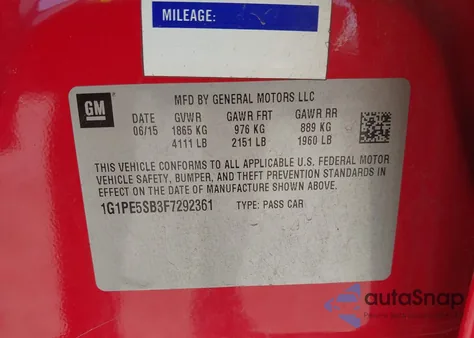 MILEAGE:
GM
MFD BY GENERAL MOTORS LLC
DATE GVWR GAWR FRT GAWR RR
06/15 1865 KG 976 KG 889 KG
4111 LB 2151 LB 1960 LB
THIS VEHICLE CONFORMS TO ALL APPLICABLE U.S. FEDERAL MOTOR
VEHICLE SAFETY, BUMPER, AND THEFT PREVENTION STANDARDS IN
EFFECT ON THE DATE OF MANUFACTURE SHOWN ABOVE.
1G1PE5SB3F7292361 TYPE: PASS CAR
autoSnap